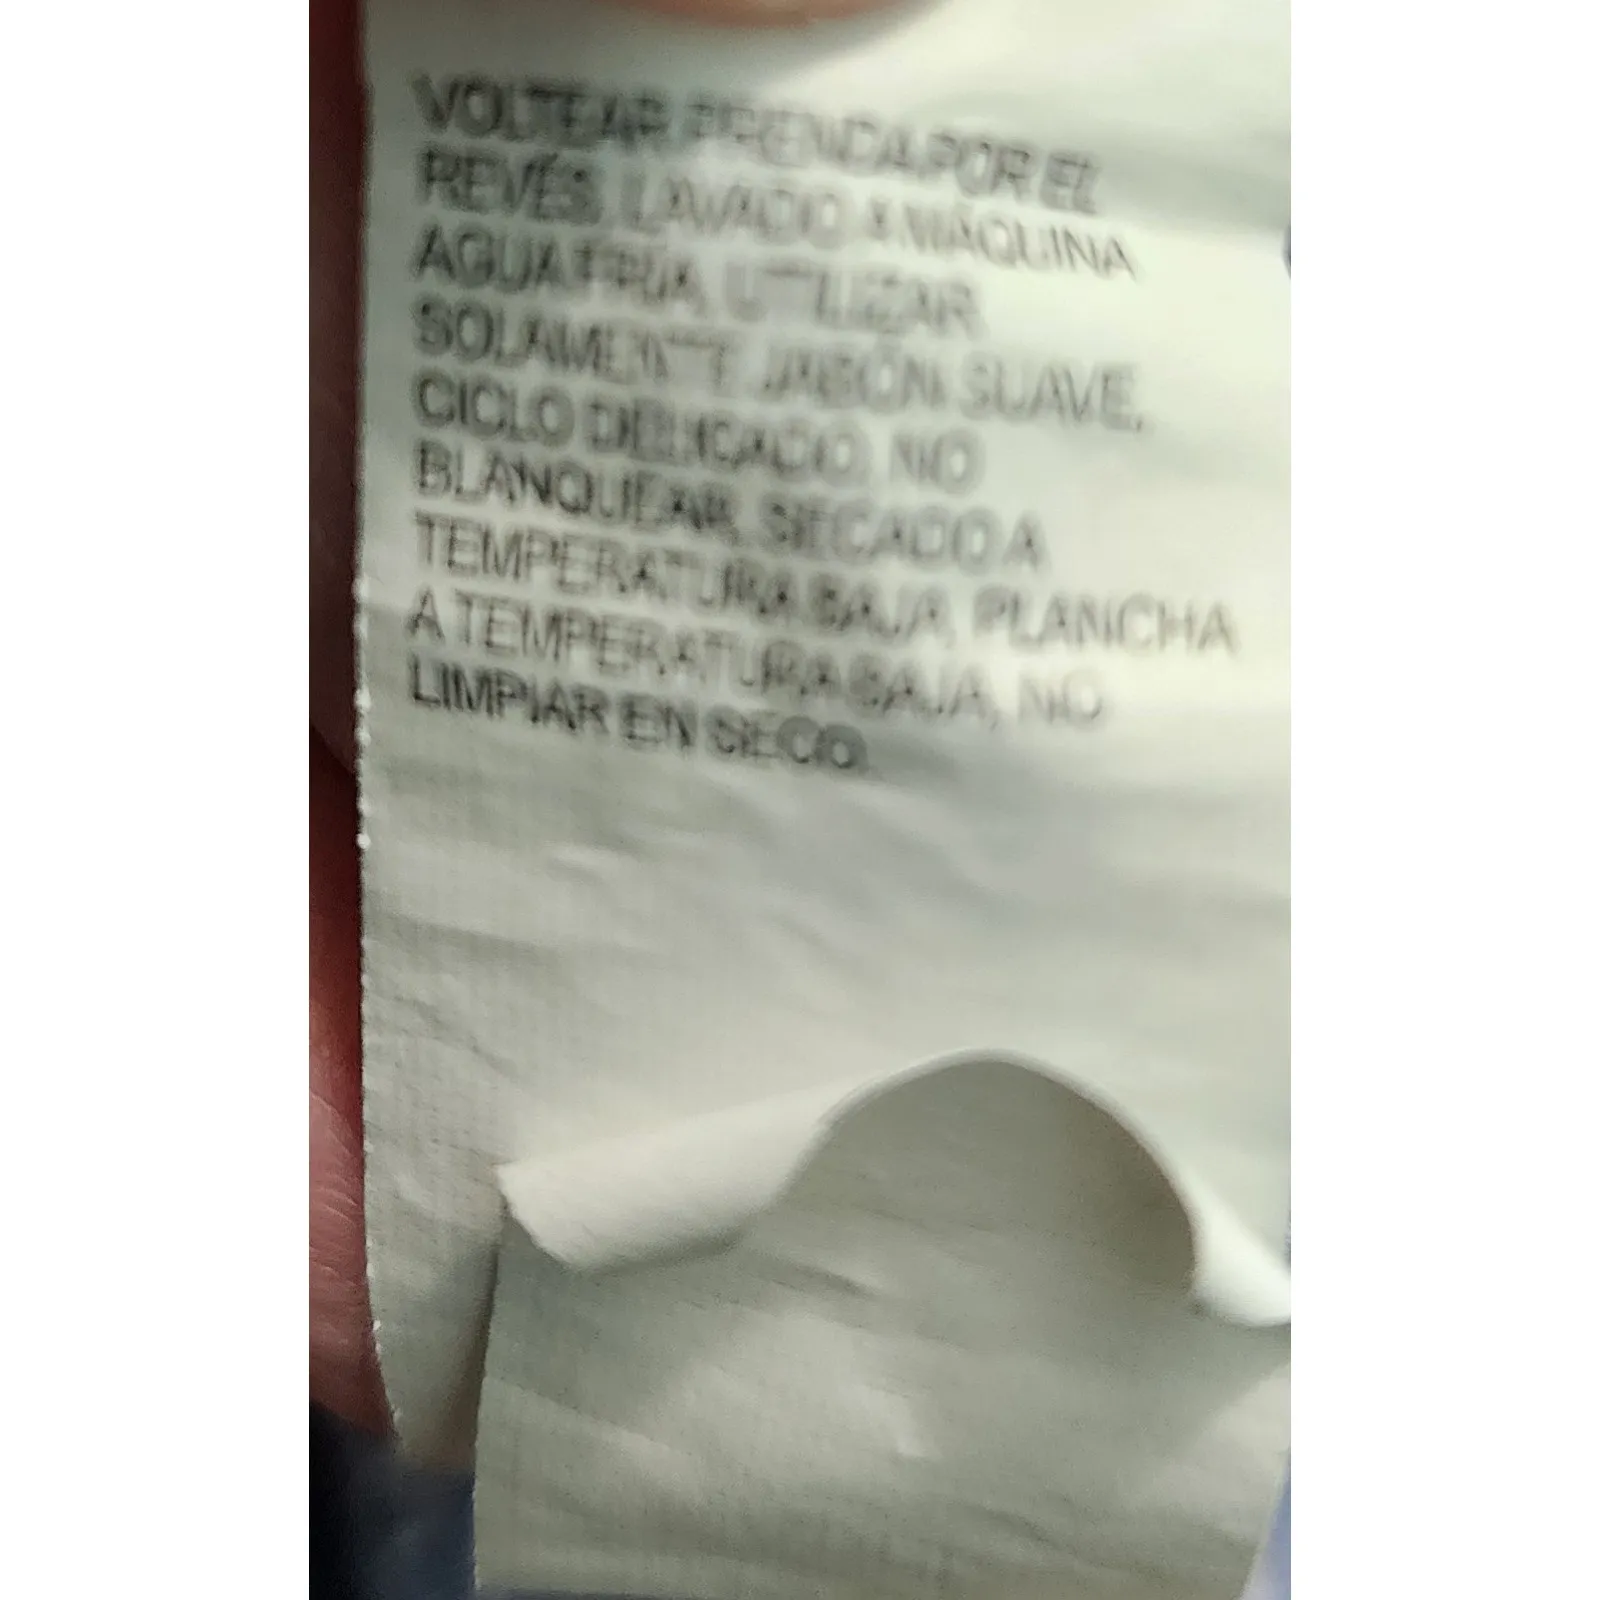 VOLTEAR PRENDA POR EL
REVÉS, LAVADO A MÁQUINA
AGUA FRÍA, UTILIZAR
SOLAMENTE JABÓN SUAVE,
CICLO DELICADO, NO
BLANQUEAR, SECADO A
TEMPERATURA BAJA, PLANCHA
A TEMPERATURA BAJA, NO
LIMPIAR EN SECO.